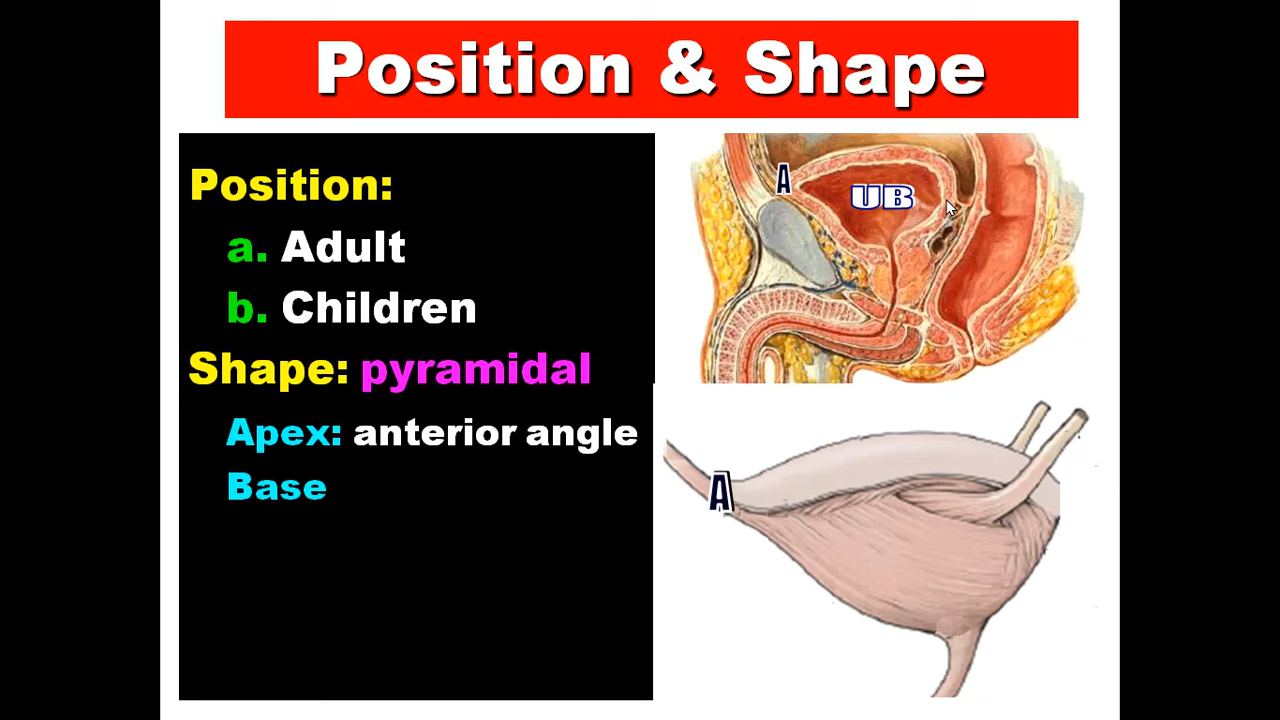 Position & Shape
Position:
a. Adult
b. Children
Shape: pyramidal
Apex: anterior angle
Base
A
UB
A